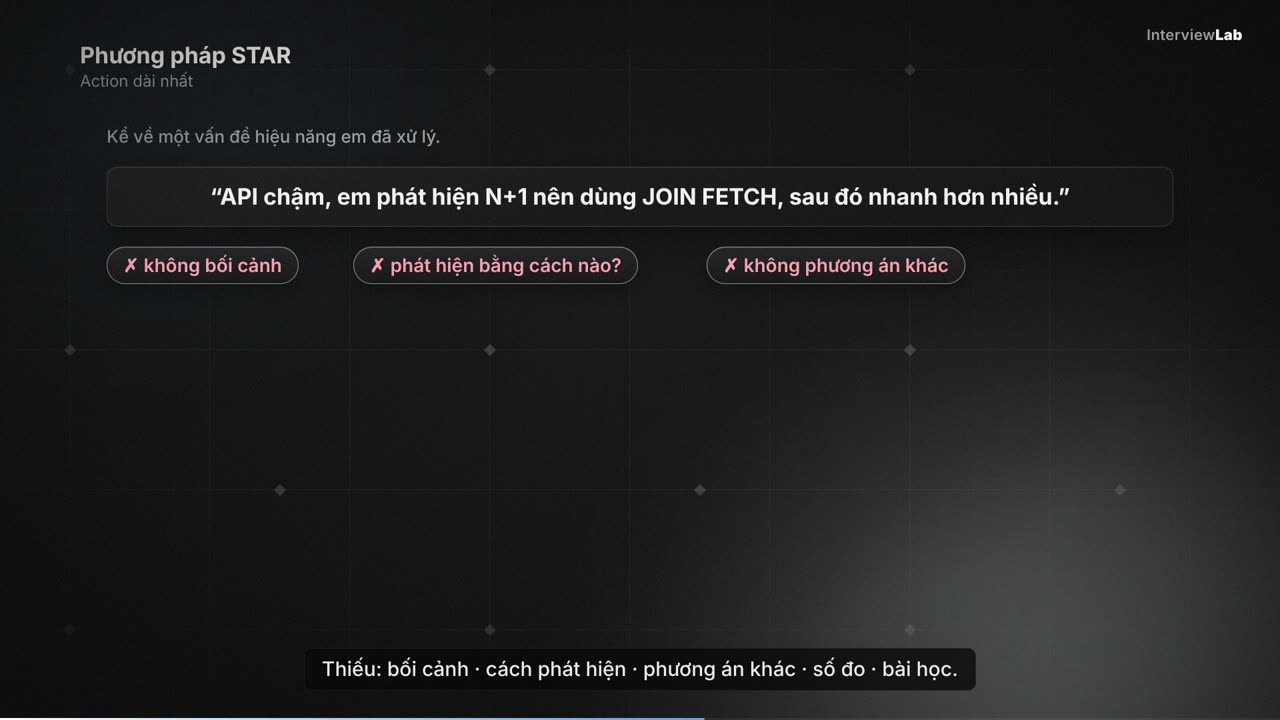 Phương pháp STAR
InterviewLab
Action dài nhất
Kể về một vấn đề hiệu năng em đã xử lý.
“API chậm, em phát hiện N+1 nên dùng JOIN FETCH, sau đó nhanh hơn nhiều.”
✗ không bối cảnh
✗ phát hiện bằng cách nào?
✗ không phương án khác
Thiếu: bối cảnh · cách phát hiện · phương án khác · số đo · bài học.